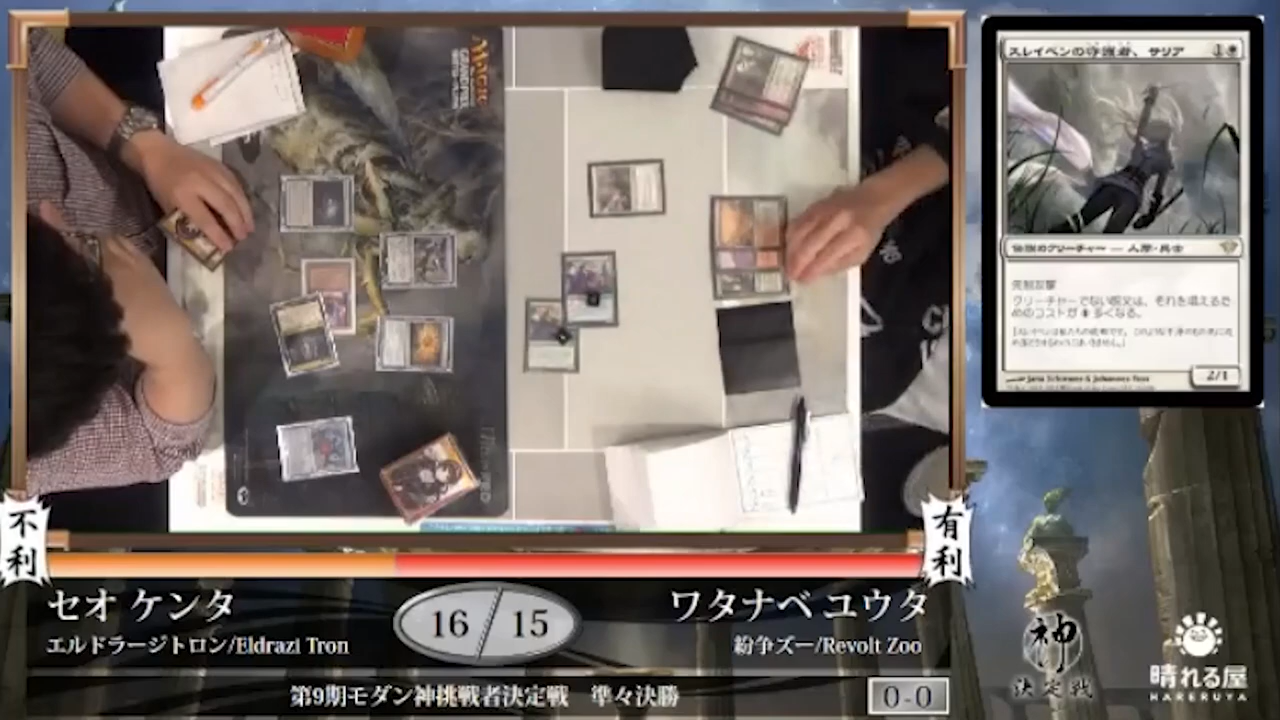 スレイベンの守護者、サリア 1
伝説のクリーチャー — 人間・兵士
先制攻撃
クリーチャーでない呪文は、それを唱えるた
めのコストが
多くなる。
2/1
MAGIC
不利
有利
セオ ケンタ
16/15
ワタナベ ユウタ
エルドラージトロン/Eldrazi Tron
紛争ズー/Revolt Zoo
第9期モダン神挑戦者決定戦 準々決勝
0-0
神
決定戦
晴れる屋
HARERUYA